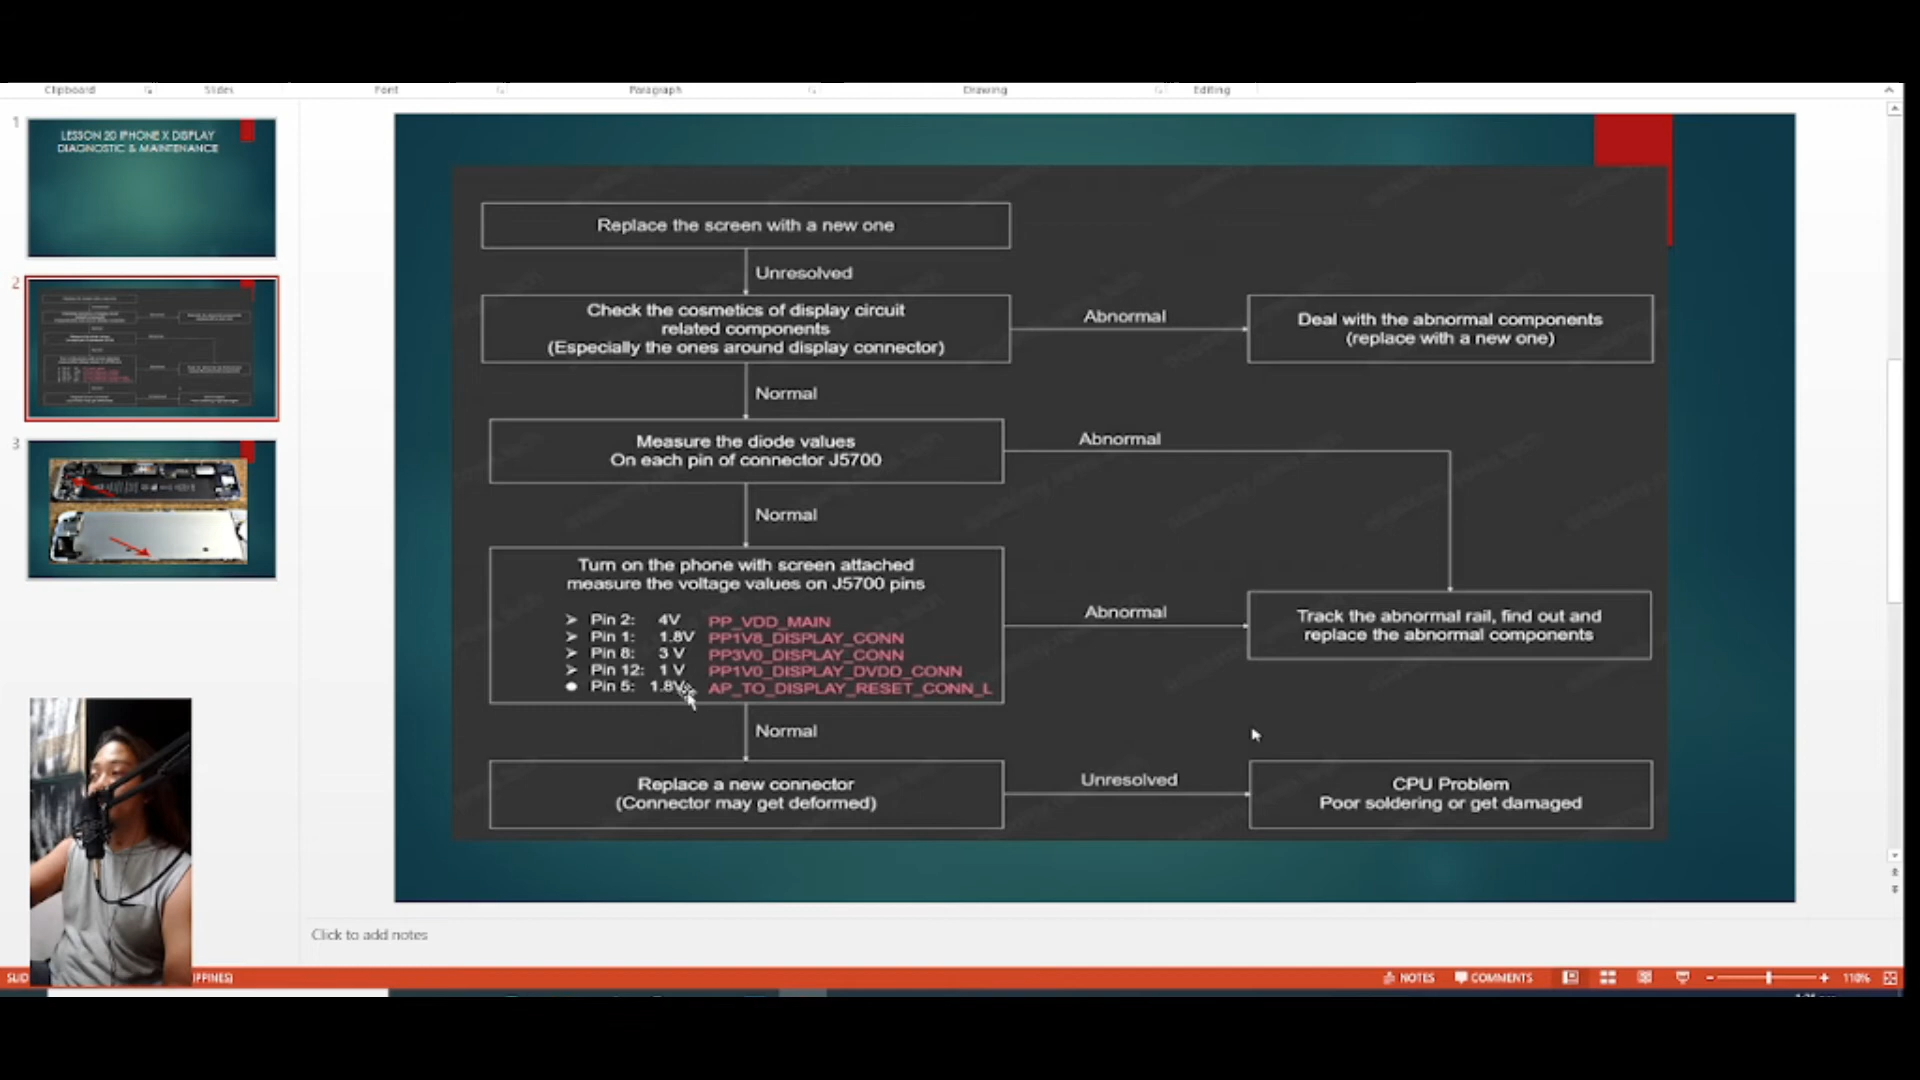 Clipboard
Slides
Font
Paragraph
Drawing
Editing
1
LESSON 20 IPHONE X DISPLAY
DIAGNOSTIC & MAINTENANCE
2
3
Replace the screen with a new one
Unresolved
Check the cosmetics of display circuit
related components
(Especially the ones around display connector)
Abnormal
Deal with the abnormal components
(replace with a new one)
Normal
Measure the diode values
On each pin of connector J5700
Abnormal
Normal
Turn on the phone with screen attached
measure the voltage values on J5700 pins
➤ Pin 2: 4V PP_VDD_MAIN
➤ Pin 1: 1.8V PP1V8_DISPLAY_CONN
➤ Pin 8: 3 V PP3V0_DISPLAY_CONN
➤ Pin 12: 1 V PP1V0_DISPLAY_DVDD_CONN
● Pin 5: 1.8V AP_TO_DISPLAY_RESET_CONN_L
Abnormal
Track the abnormal rail, find out and
replace the abnormal components
Normal
Replace a new connector
(Connector may get deformed)
Unresolved
CPU Problem
Poor soldering or get damaged
Click to add notes
SLID
IPPINES)
NOTES
COMMENTS
110%